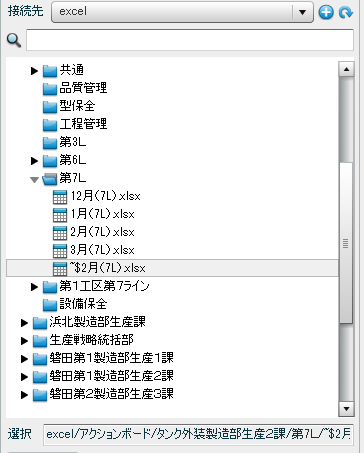 接続先 excel
共通
品質管理
型保全
工程管理
第3L
第6L
第7L
12月(7L).xlsx
1月(7L).xlsx
2月(7L).xlsx
3月(7L).xlsx
~$2月(7L).xlsx
第1工区第7ライン
設備保全
浜北製造部生産課
生産戦略統括部
磐田第1製造部生産1課
磐田第1製造部生産2課
磐田第2製造部生産3課
選択 excel/アクションボード/タンク外装製造部生産2課/第7L/~$2月